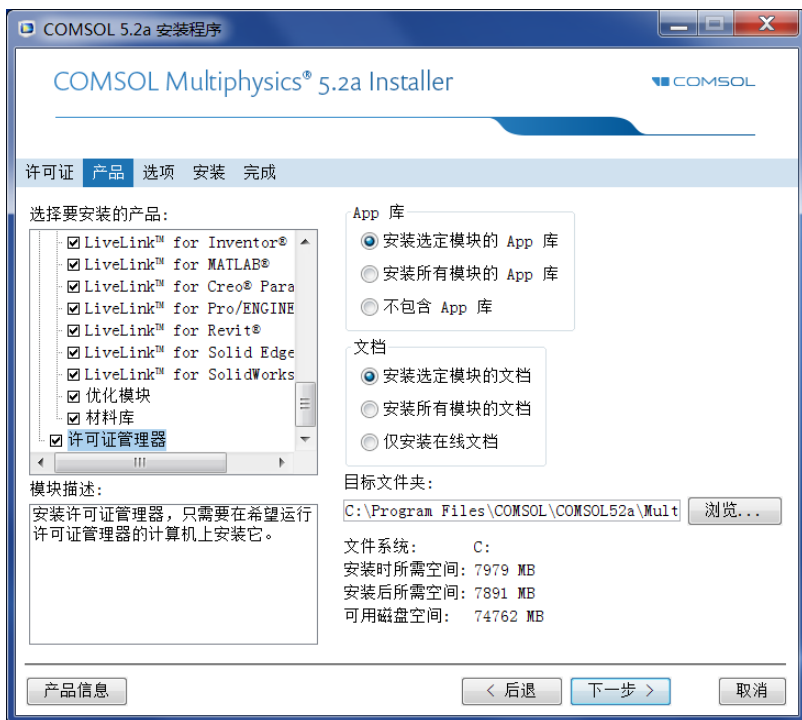 COMSOL 5.2a 安装程序
COMSOL Multiphysics® 5.2a Installer
COMSOL
许可证 产品 选项 安装 完成
选择要安装的产品:
LiveLink™ for Inventor®
LiveLink™ for MATLAB®
LiveLink™ for Creo® Para
LiveLink™ for Pro/ENGINE
LiveLink™ for Revit®
LiveLink™ for Solid Edge
LiveLink™ for SolidWorks
优化模块
材料库
许可证管理器
模块描述:
安装许可证管理器，只需要在希望运行
许可证管理器的计算机上安装它。
App 库
安装选定模块的 App 库
安装所有模块的 App 库
不包含 App 库
文档
安装选定模块的文档
安装所有模块的文档
仅安装在线文档
目标文件夹:
C:\Program Files\COMSOL\COMSOL52a\Mult 浏览...
文件系统: C:
安装时所需空间: 7979 MB
安装后所需空间: 7891 MB
可用磁盘空间: 74762 MB
产品信息 < 后退 下一步 > 取消